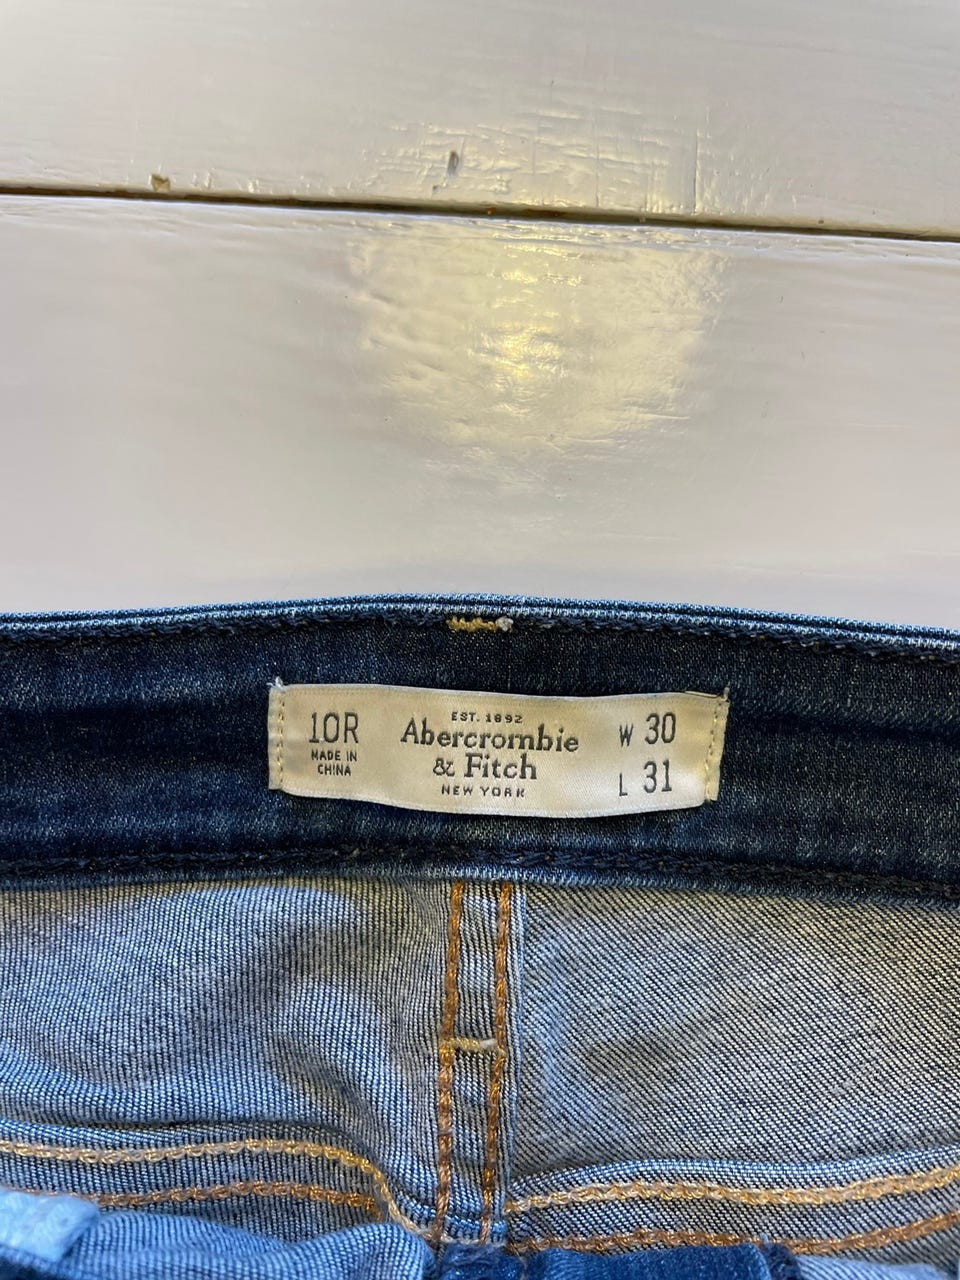 10R
MADE IN
CHINA
EST. 1892
Abercrombie
& Fitch
NEW YORK
W 30
L 31